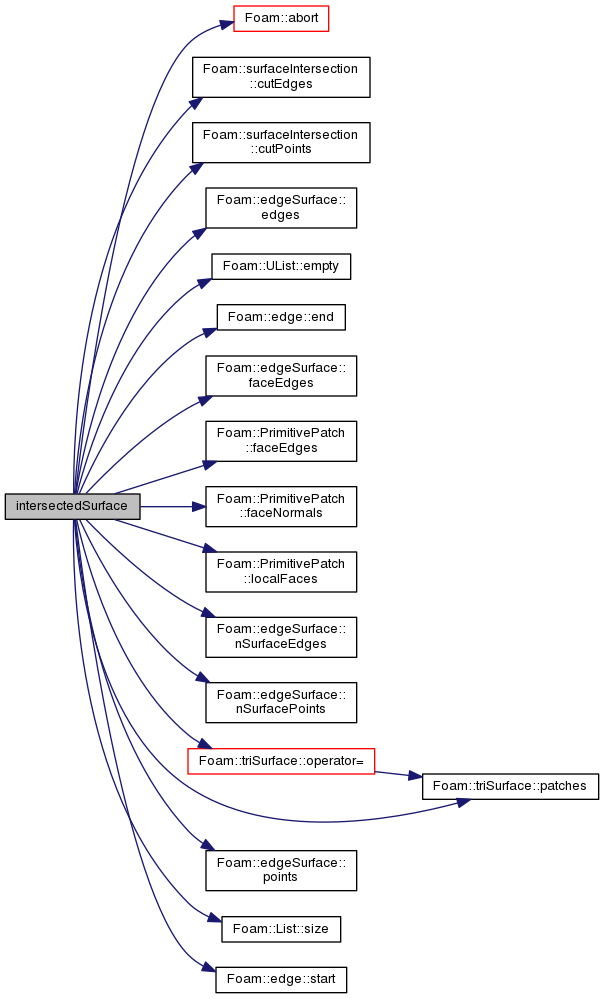 Foam::abort
Foam::surfaceIntersection
::cutEdges
Foam::surfaceIntersection
::cutPoints
Foam::edgeSurface::
edges
Foam::UList::empty
Foam::edge::end
Foam::edgeSurface::
faceEdges
Foam::PrimitivePatch
::faceEdges
intersectedSurface
Foam::PrimitivePatch
::faceNormals
Foam::PrimitivePatch
::localFaces
Foam::edgeSurface::
nSurfaceEdges
Foam::edgeSurface::
nSurfacePoints
Foam::triSurface::operator=
Foam::triSurface::patches
Foam::edgeSurface::
points
Foam::List::size
Foam::edge::start